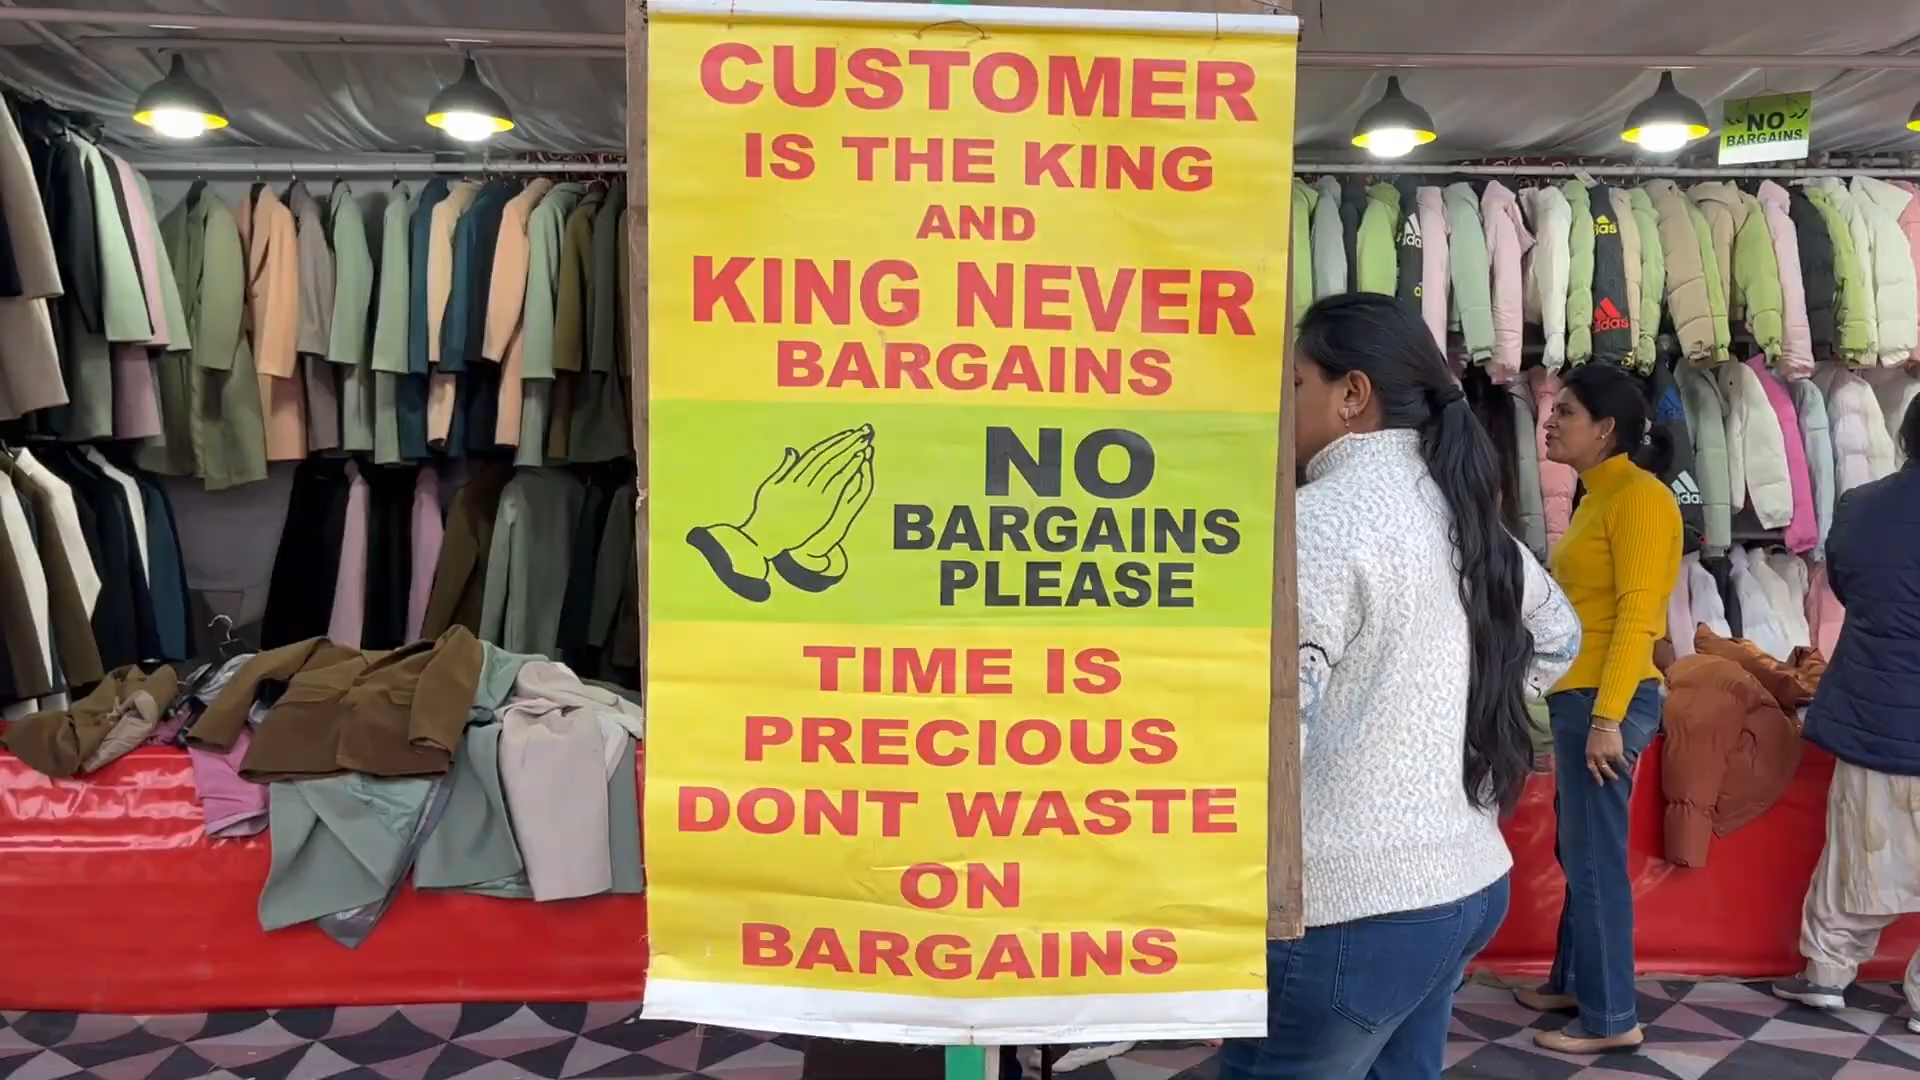 CUSTOMER
IS THE KING
AND
KING NEVER
BARGAINS
NO
BARGAINS
PLEASE
TIME IS
PRECIOUS
DONT WASTE
ON
BARGAINS
NO
BARGAINS
adidas